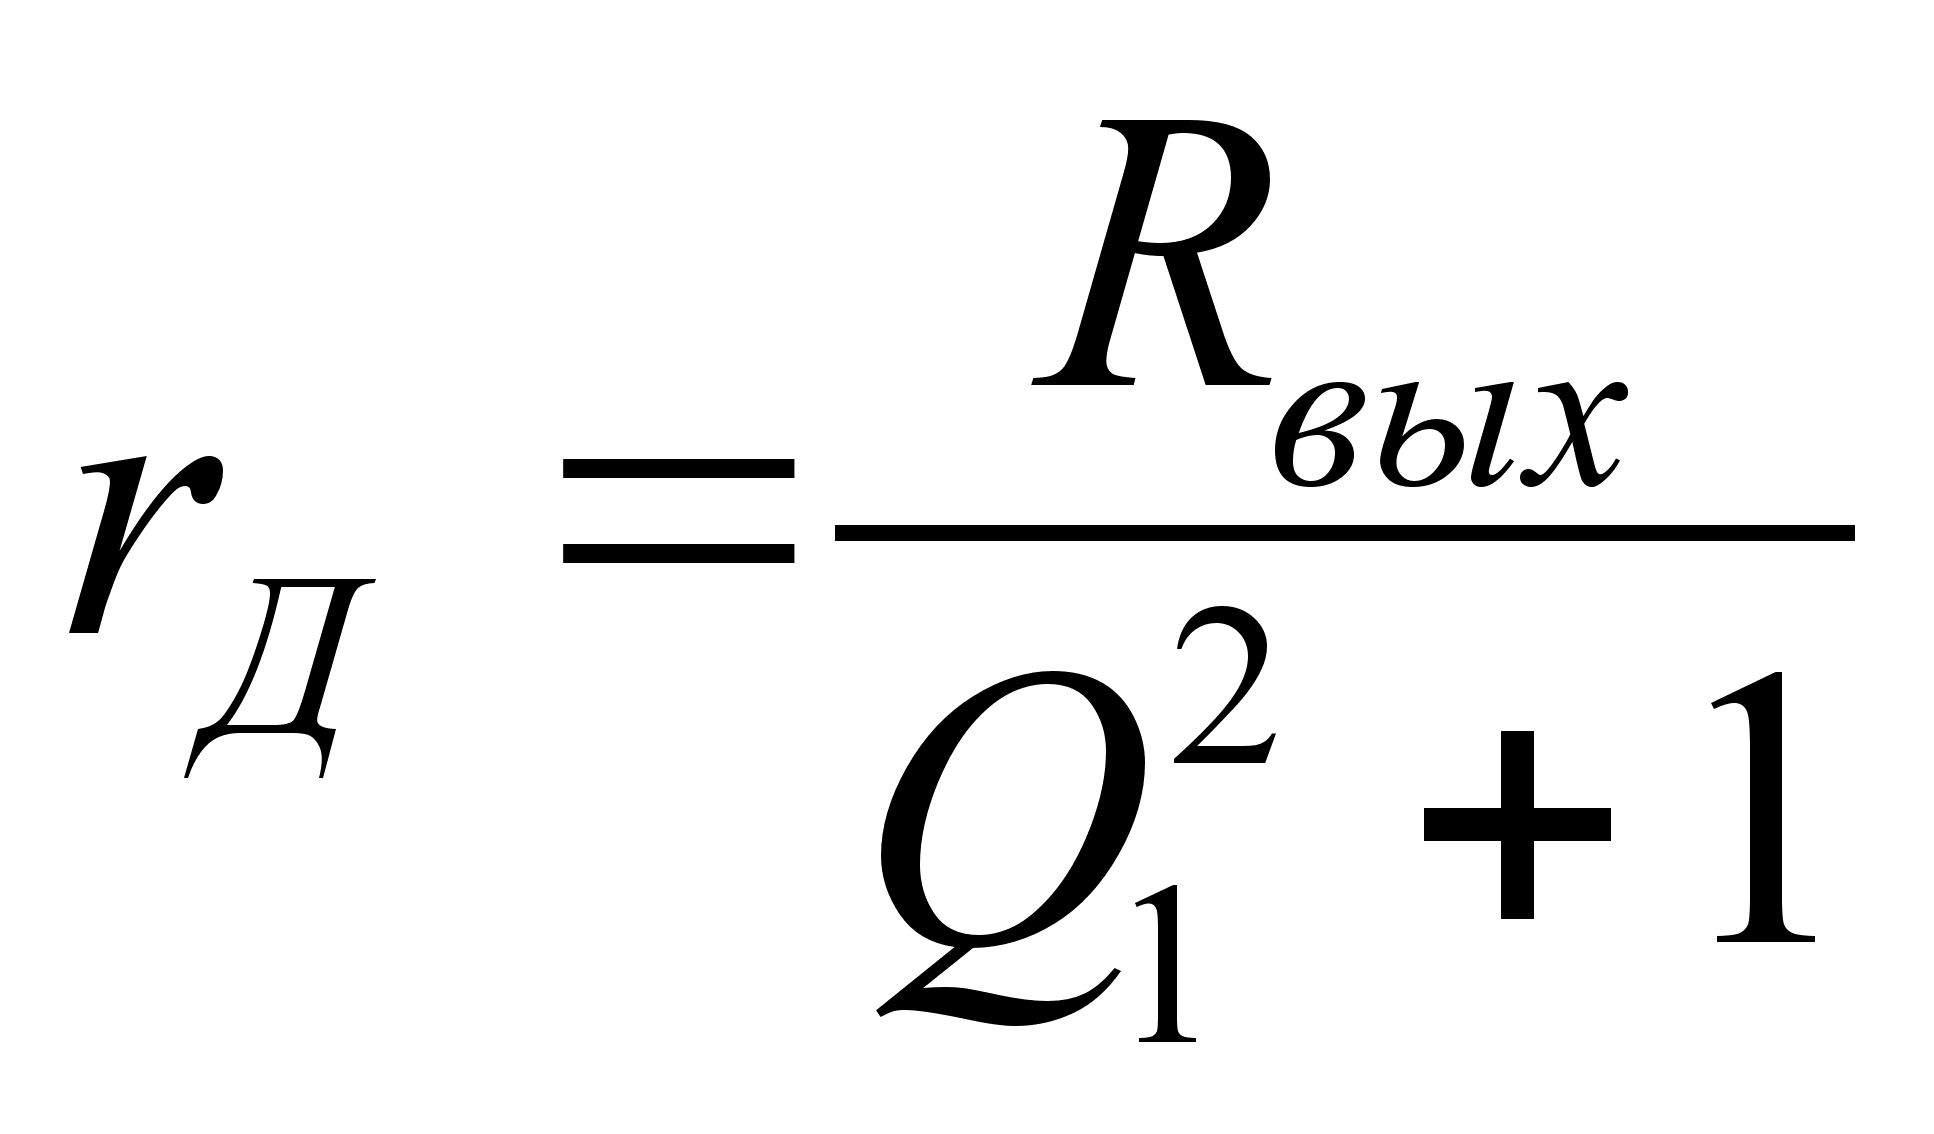 r_Д = R_вых / (Q_1^2 + 1)